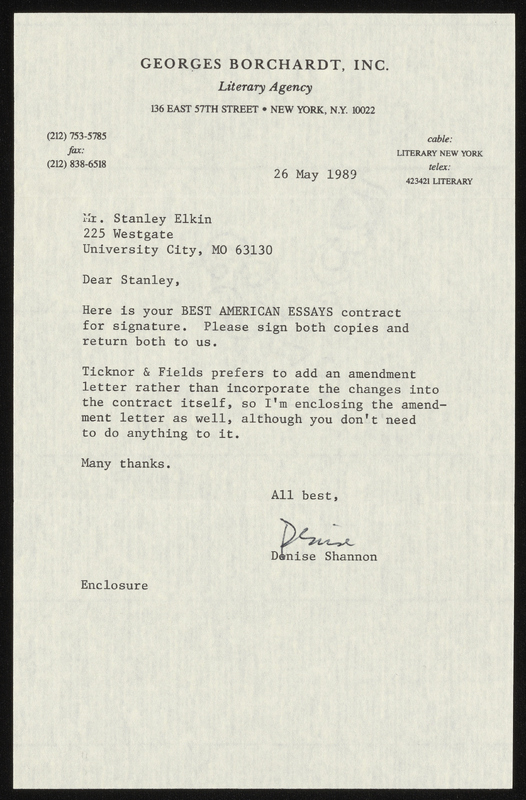 GEORGES BORCHARDT, INC.
Literary Agency
136 EAST 57TH STREET • NEW YORK, N.Y. 10022
(212) 753-5785
fax:
(212) 838-6518
cable:
LITERARY NEW YORK
telex:
423421 LITERARY
26 May 1989
Mr. Stanley Elkin
225 Westgate
University City, MO 63130
Dear Stanley,
Here is your BEST AMERICAN ESSAYS contract
for signature. Please sign both copies and
return both to us.
Ticknor & Fields prefers to add an amendment
letter rather than incorporate the changes into
the contract itself, so I'm enclosing the amend-
ment letter as well, although you don't need
to do anything to it.
Many thanks.
All best,
Denise
Denise Shannon
Enclosure